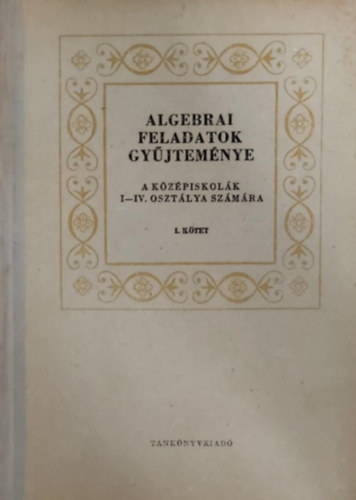 ALGEBRAI
FELADATOK
GYŰJTEMÉNYE
A KÖZÉPISKOLÁK
I—IV. OSZTÁLYA SZÁMÁRA
I. KÖTET
TANKÖNYVKIADÓ